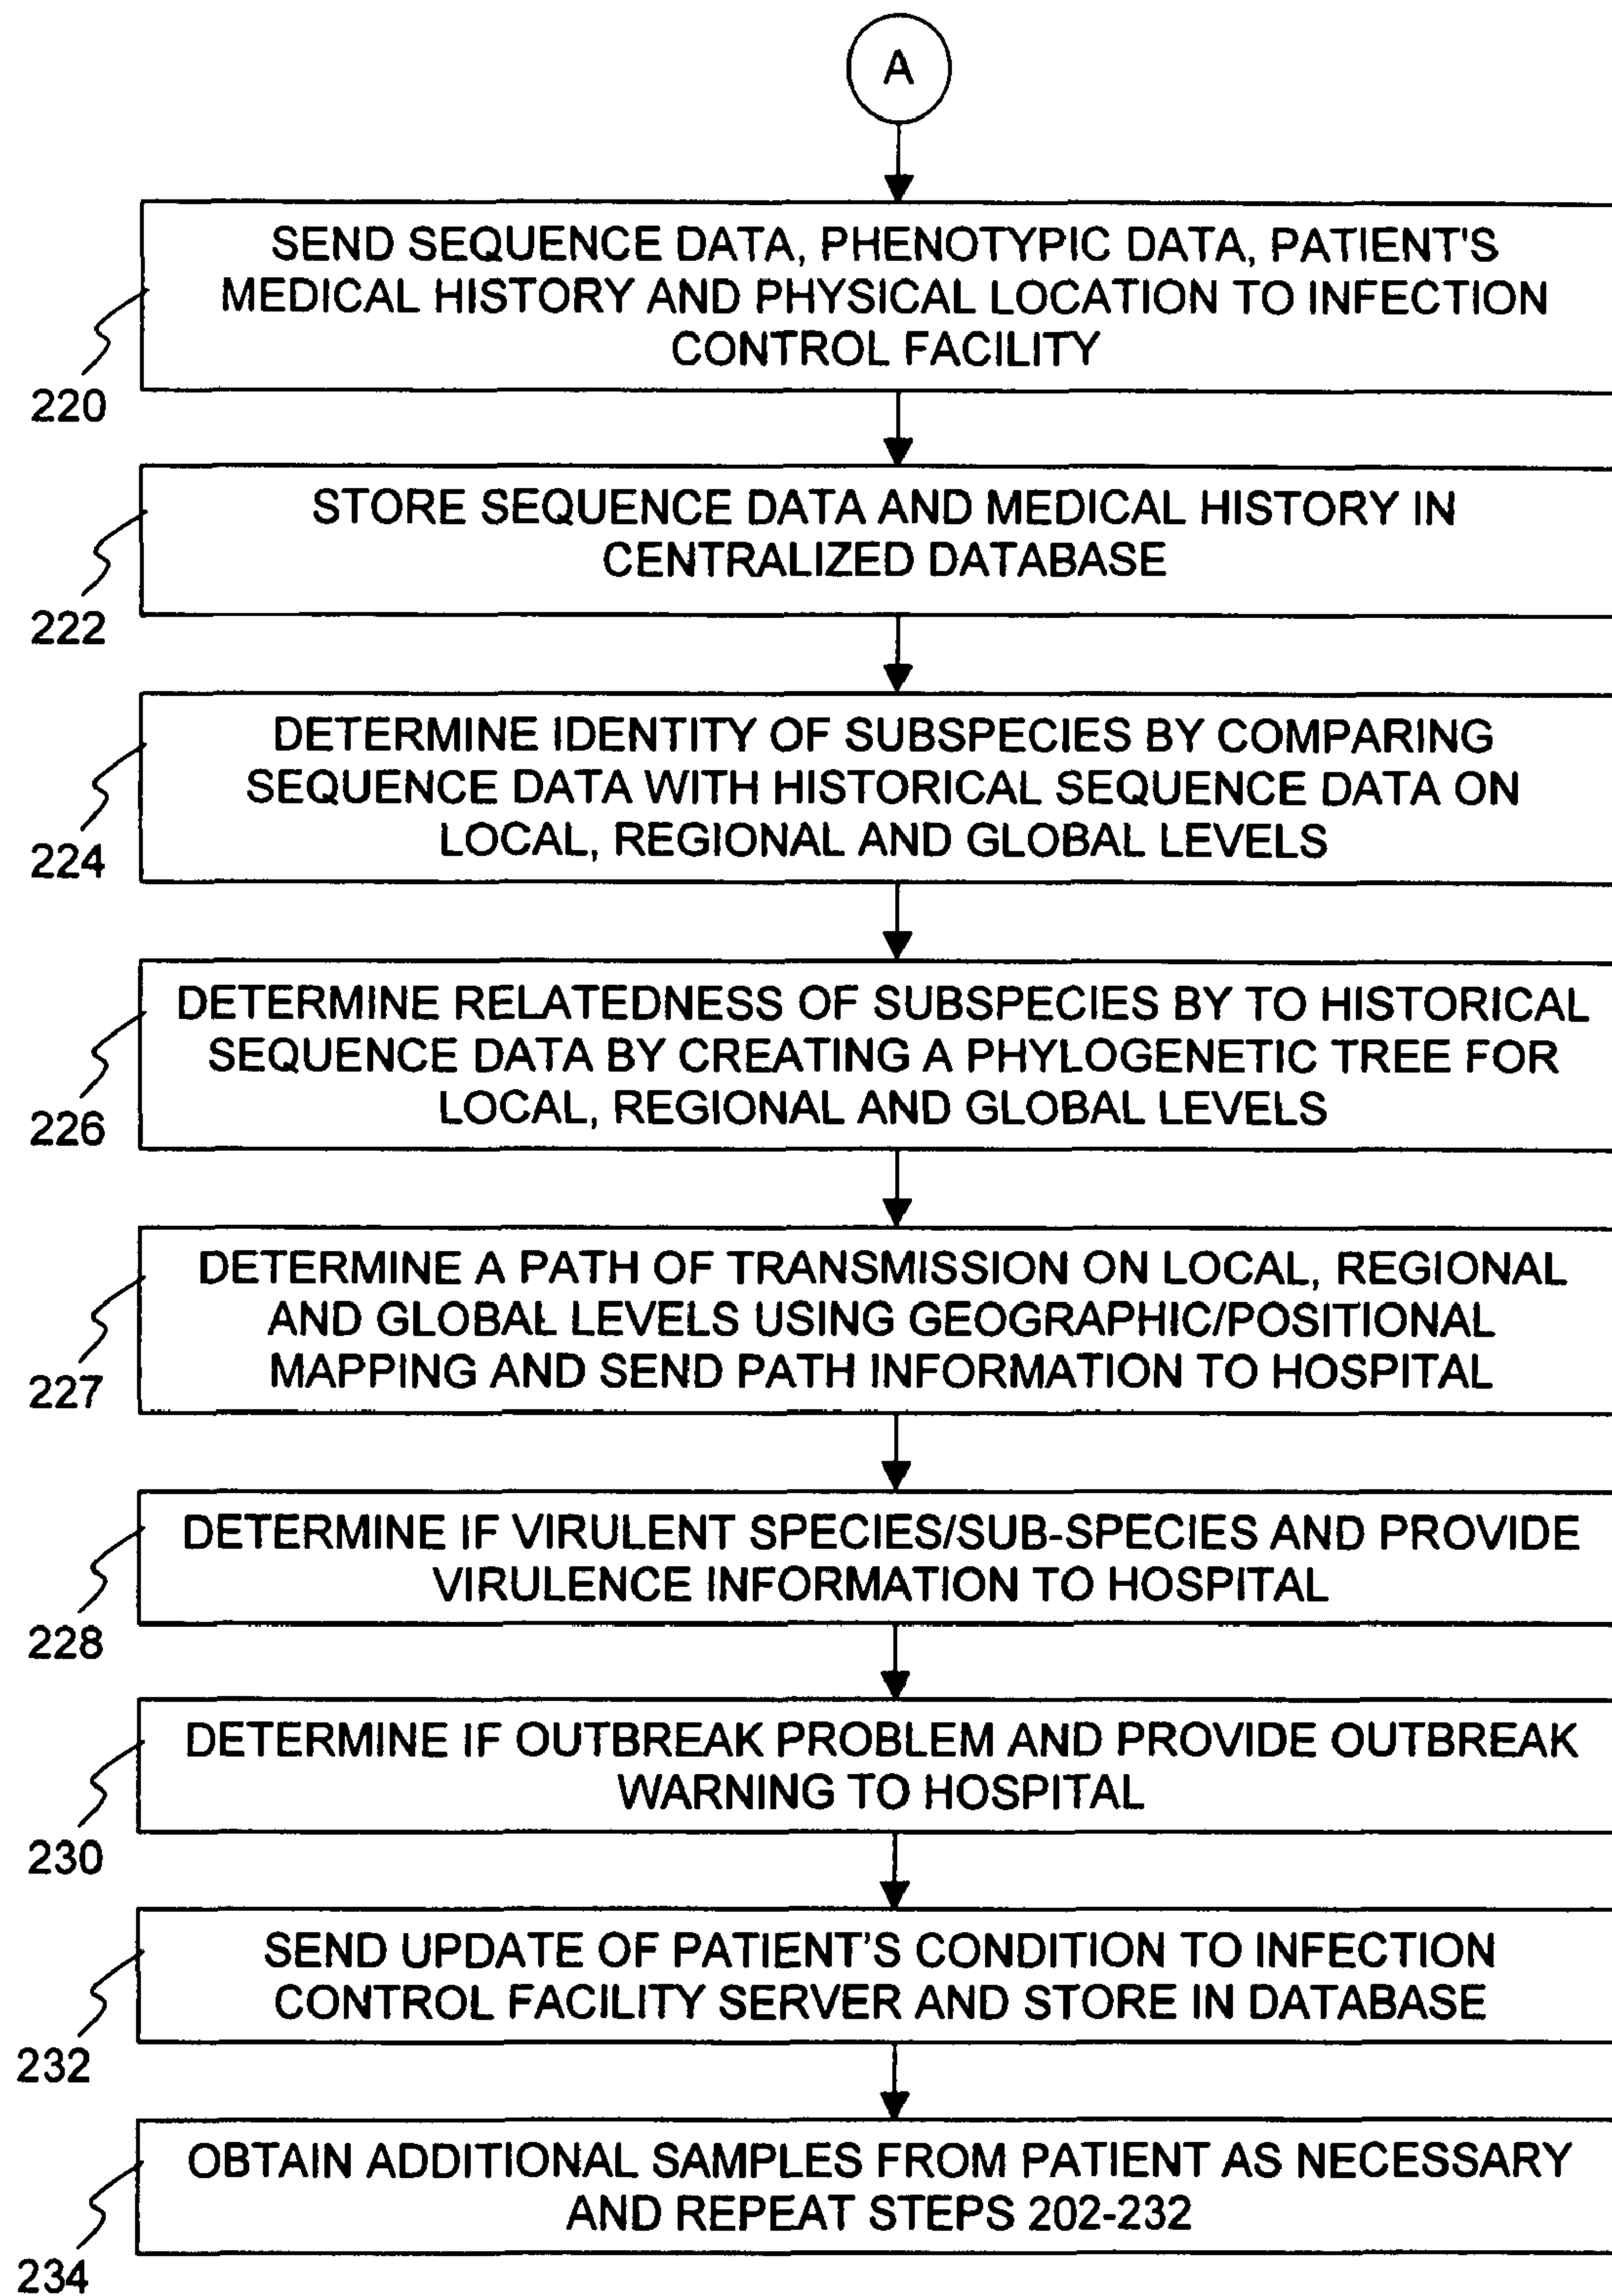 A
SEND SEQUENCE DATA, PHENOTYPIC DATA, PATIENT'S
MEDICAL HISTORY AND PHYSICAL LOCATION TO INFECTION
CONTROL FACILITY
220
STORE SEQUENCE DATA AND MEDICAL HISTORY IN
CENTRALIZED DATABASE
222
DETERMINE IDENTITY OF SUBSPECIES BY COMPARING
SEQUENCE DATA WITH HISTORICAL SEQUENCE DATA ON
LOCAL, REGIONAL AND GLOBAL LEVELS
224
DETERMINE RELATEDNESS OF SUBSPECIES BY TO HISTORICAL
SEQUENCE DATA BY CREATING A PHYLOGENETIC TREE FOR
LOCAL, REGIONAL AND GLOBAL LEVELS
226
DETERMINE A PATH OF TRANSMISSION ON LOCAL, REGIONAL
AND GLOBAL LEVELS USING GEOGRAPHIC/POSITIONAL
MAPPING AND SEND PATH INFORMATION TO HOSPITAL
227
DETERMINE IF VIRULENT SPECIES/SUB-SPECIES AND PROVIDE
VIRULENCE INFORMATION TO HOSPITAL
228
DETERMINE IF OUTBREAK PROBLEM AND PROVIDE OUTBREAK
WARNING TO HOSPITAL
230
SEND UPDATE OF PATIENT'S CONDITION TO INFECTION
CONTROL FACILITY SERVER AND STORE IN DATABASE
232
OBTAIN ADDITIONAL SAMPLES FROM PATIENT AS NECESSARY
AND REPEAT STEPS 202-232
234